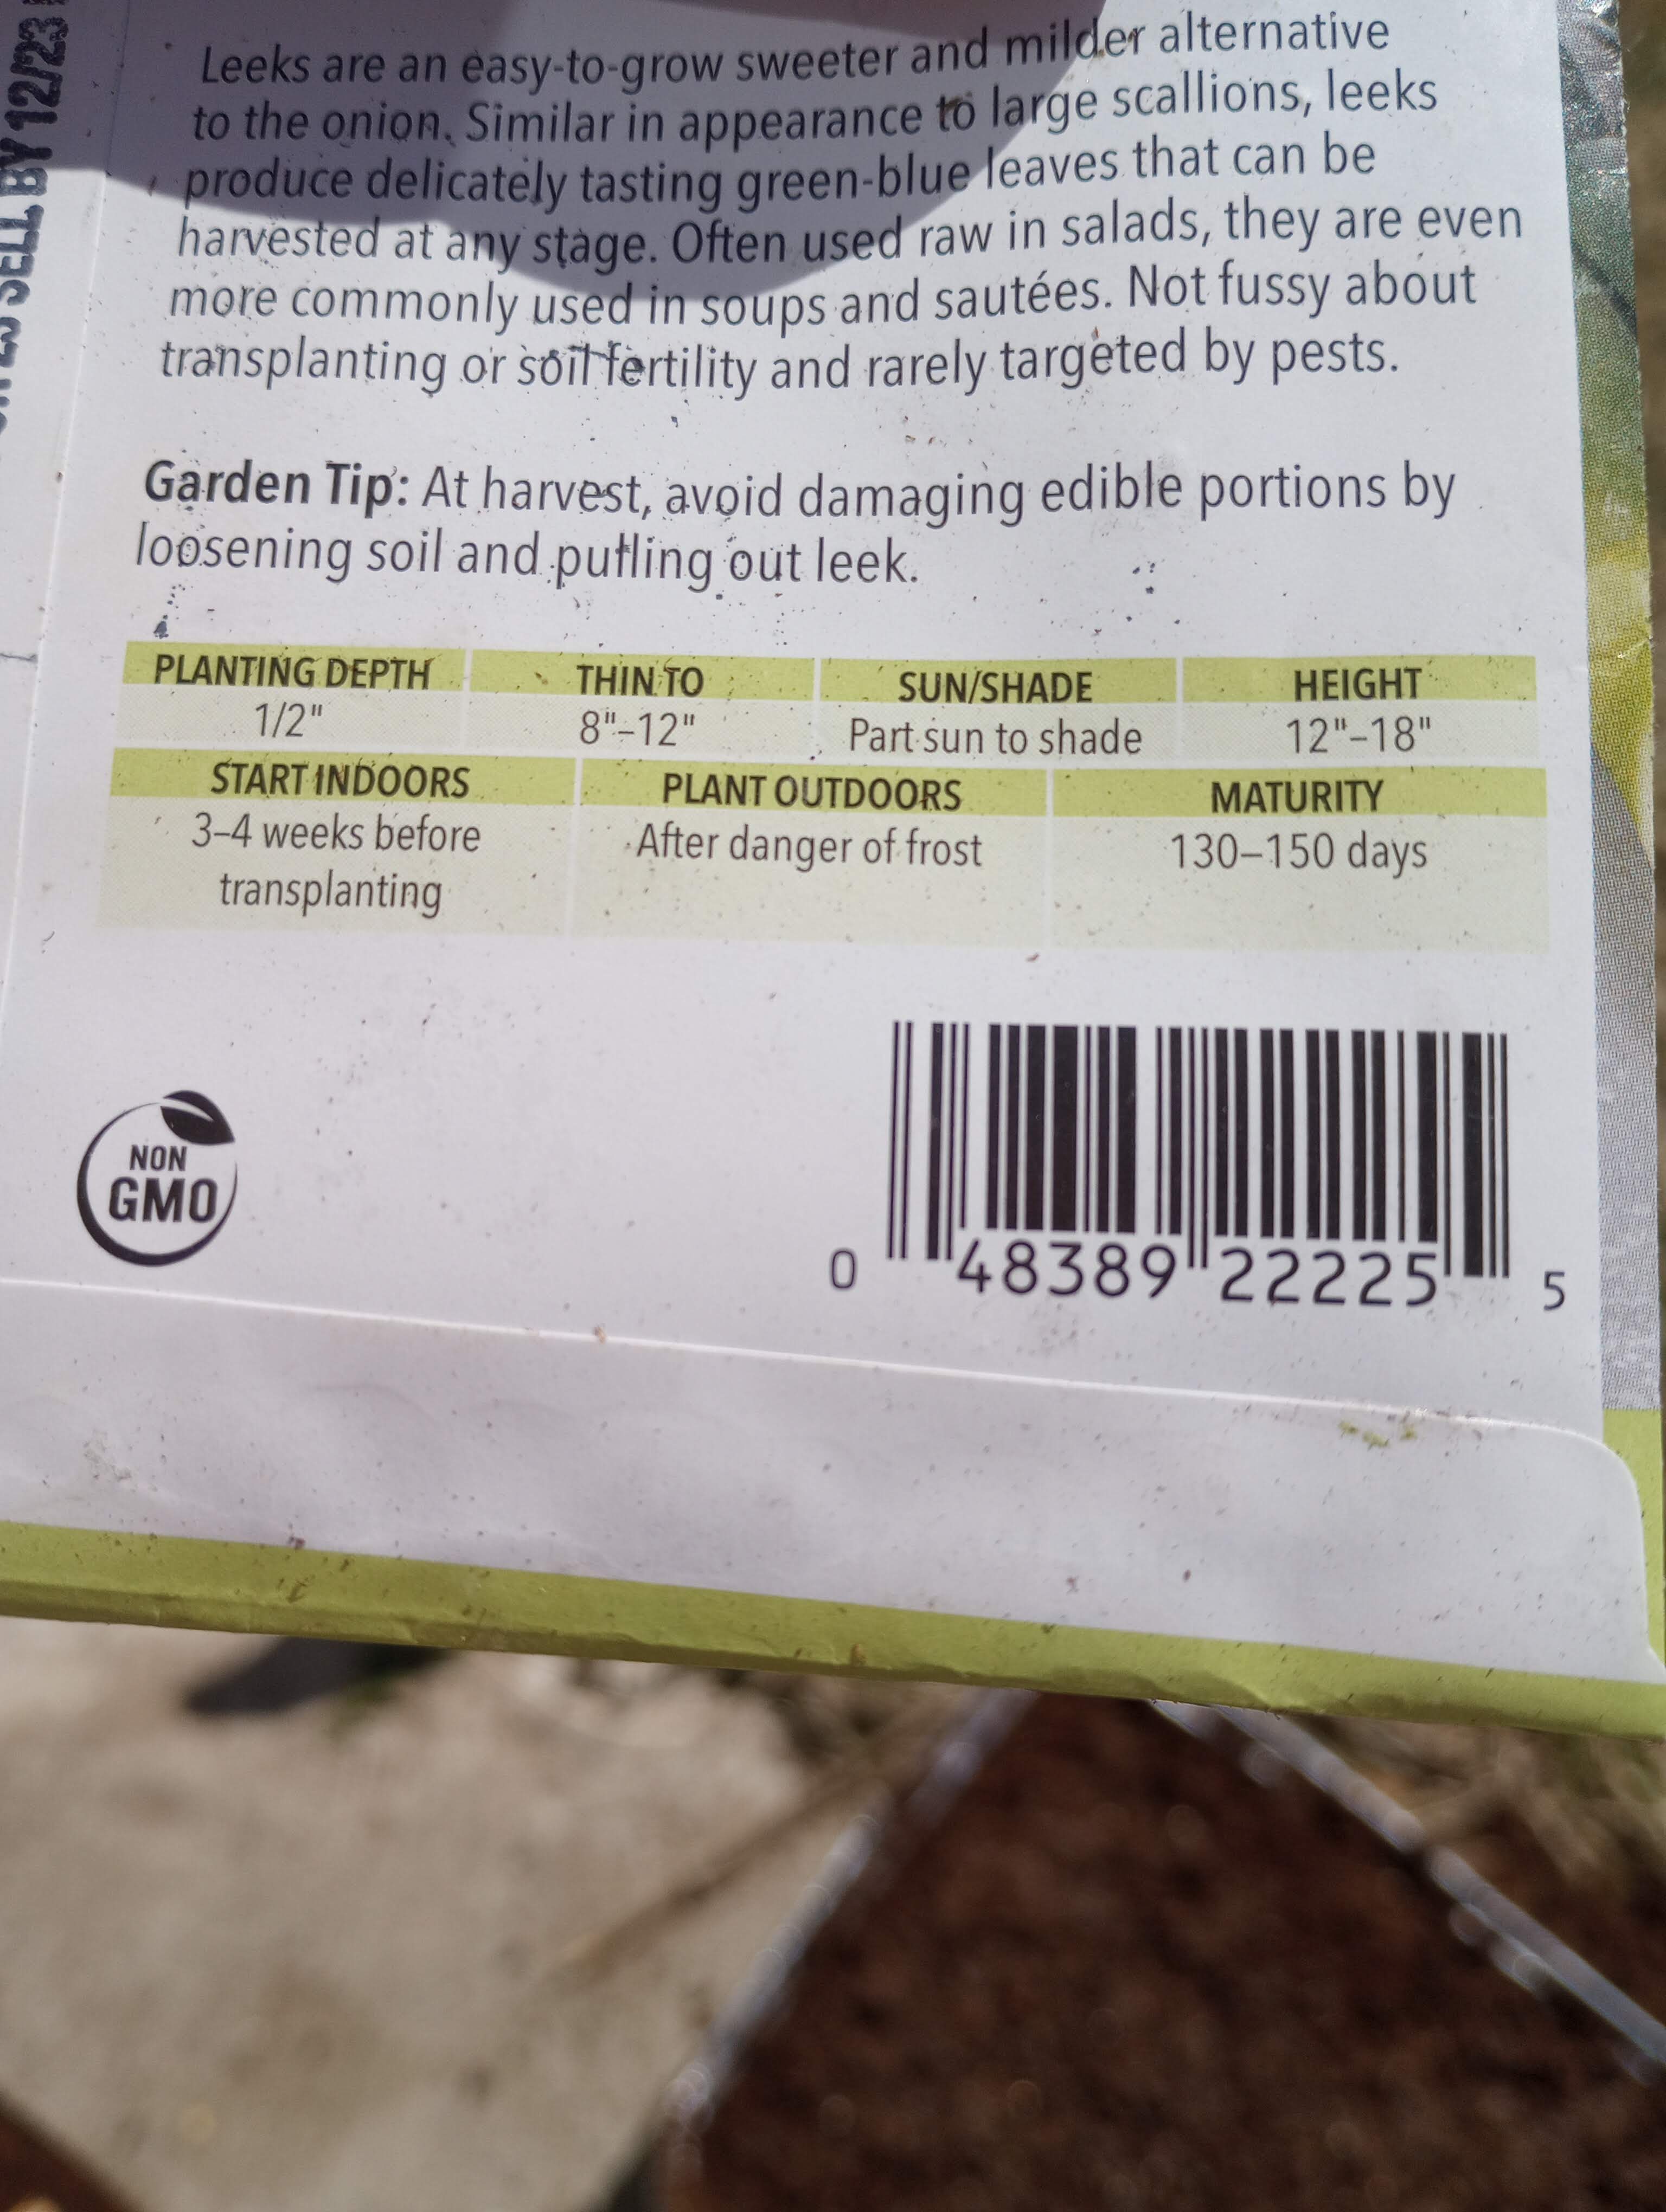 SELL BY 12/23
Leeks are an easy-to-grow sweeter and milder alternative
to the onion. Similar in appearance to large scallions, leeks
produce delicately tasting green-blue leaves that can be
harvested at any stage. Often used raw in salads, they are even
more commonly used in soups and sautées. Not fussy about
transplanting or soil fertility and rarely targeted by pests.
Garden Tip: At harvest, avoid damaging edible portions by
loosening soil and pulling out leek.
PLANTING DEPTH THIN TO SUN/SHADE HEIGHT
1/2" 8"–12" Part sun to shade 12"–18"
START INDOORS PLANT OUTDOORS MATURITY
3–4 weeks before After danger of frost 130–150 days
transplanting
NON
GMO
0 48389 22225 5